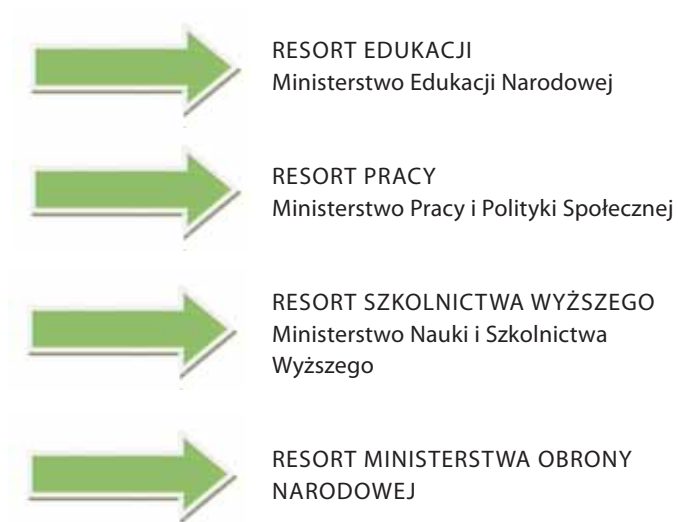 RESORT EDUKACJI
Ministerstwo Edukacji Narodowej
RESORT PRACY
Ministerstwo Pracy i Polityki Społecznej
RESORT SZKOLNICTWA WYŻSZEGO
Ministerstwo Nauki i Szkolnictwa
Wyższego
RESORT MINISTERSTWA OBRONY
NARODOWEJ